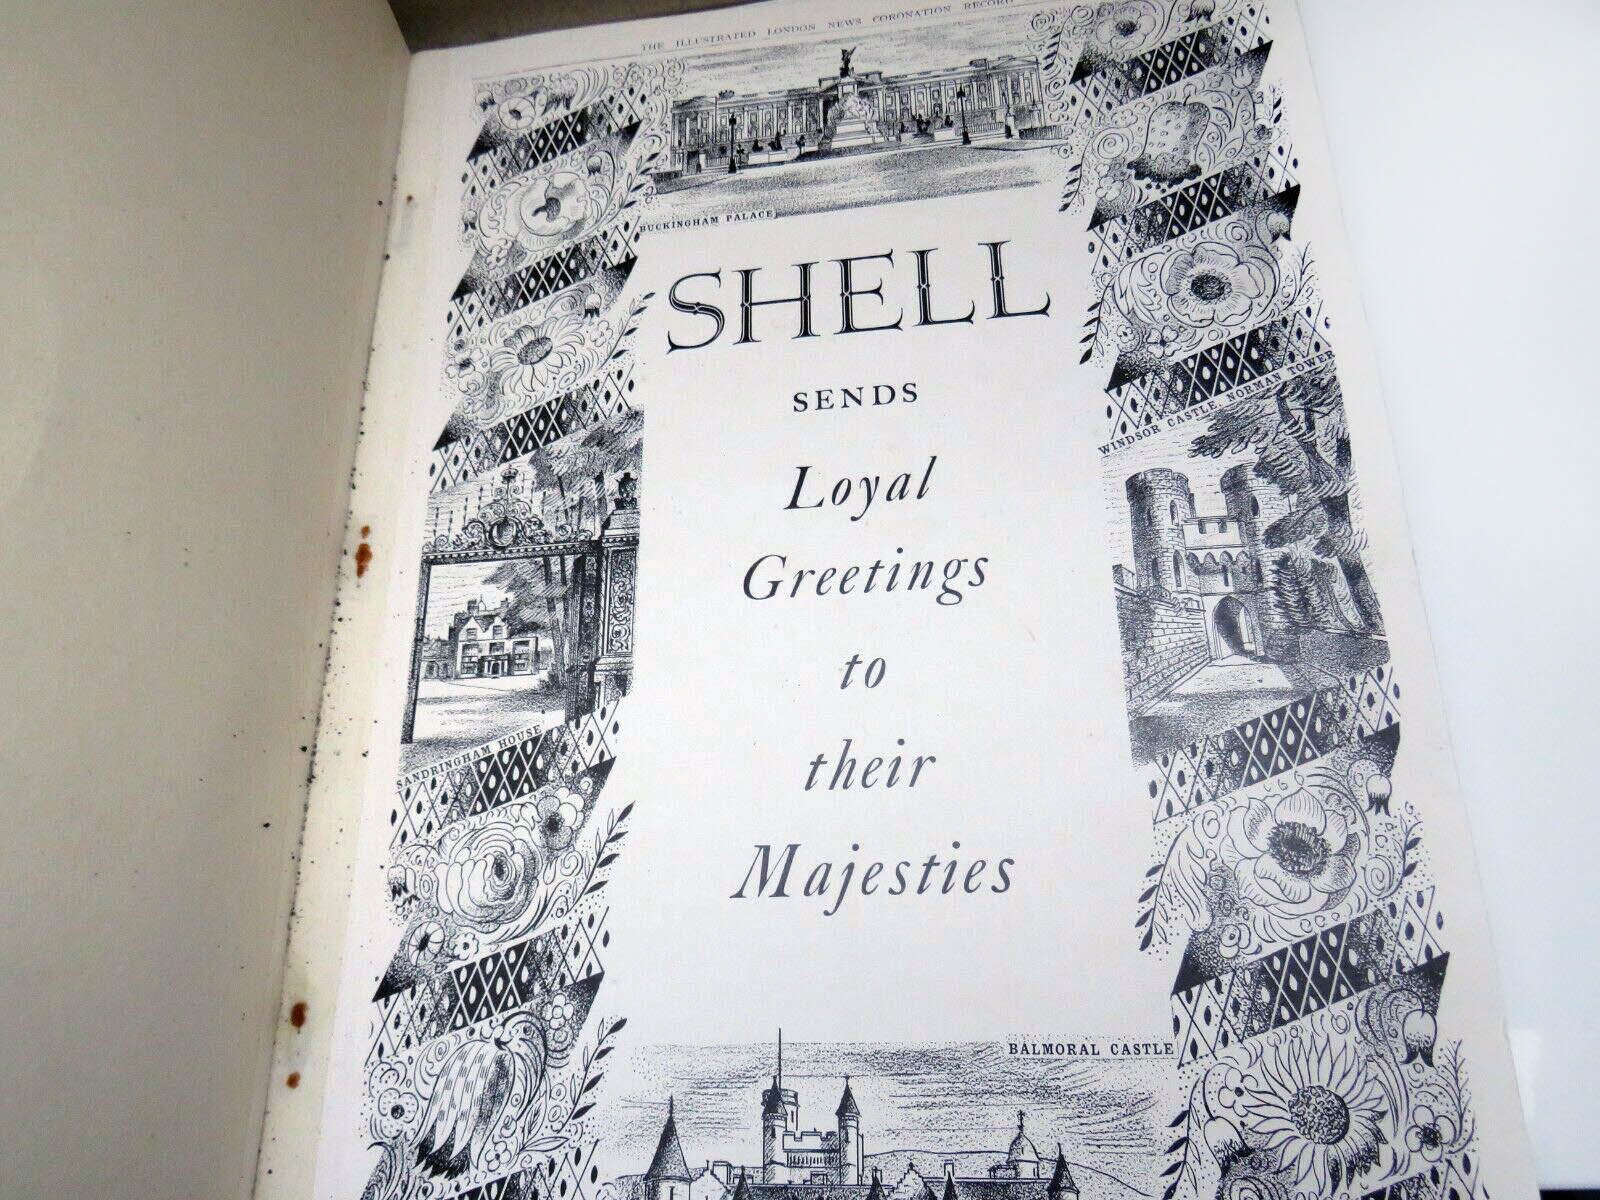 THE ILLUSTRATED LONDON NEWS CORONATION RECORD
BUCKINGHAM PALACE
SHELL
SENDS
Loyal
Greetings
to
their
Majesties
WINDSOR CASTLE, NORMAN TOWER
SANDRINGHAM HOUSE
BALMORAL CASTLE